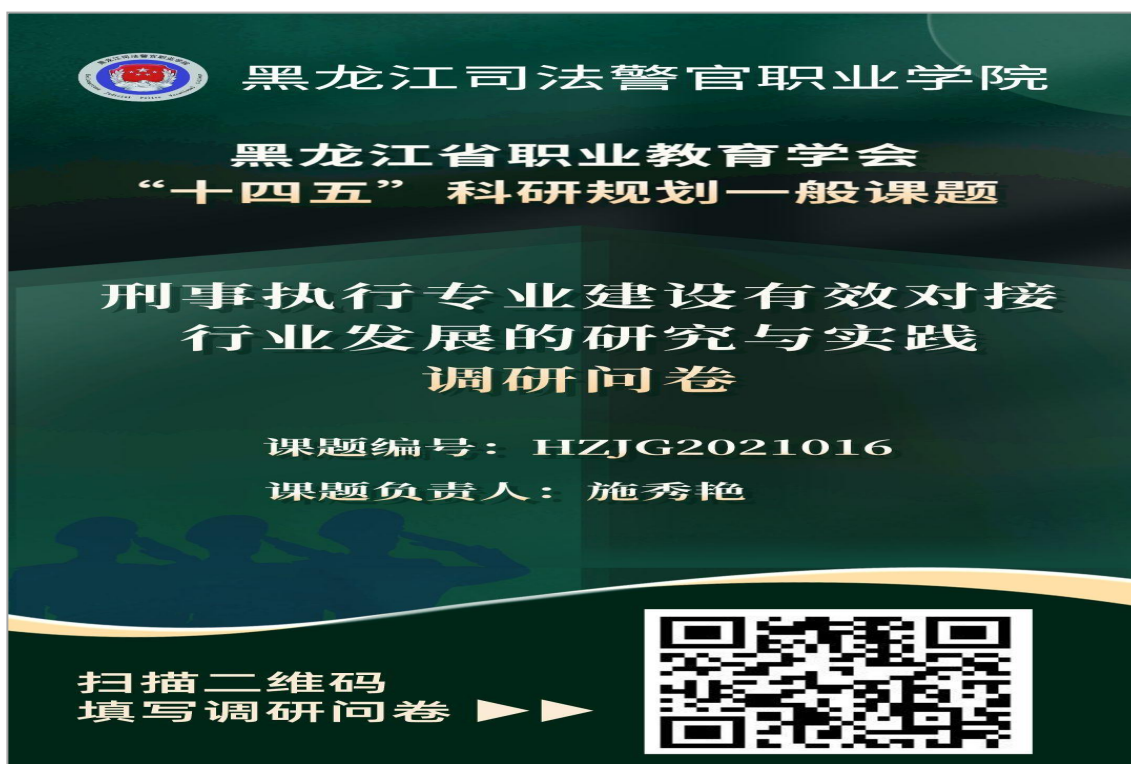 黑龙江司法警官职业学院
黑龙江省职业教育学会
“十四五”科研规划一般课题
刑事执行专业建设有效对接
行业发展的研究与实践
调研问卷
课题编号：HZJG2021016
课题负责人：施秀艳
扫描二维码
填写调研问卷